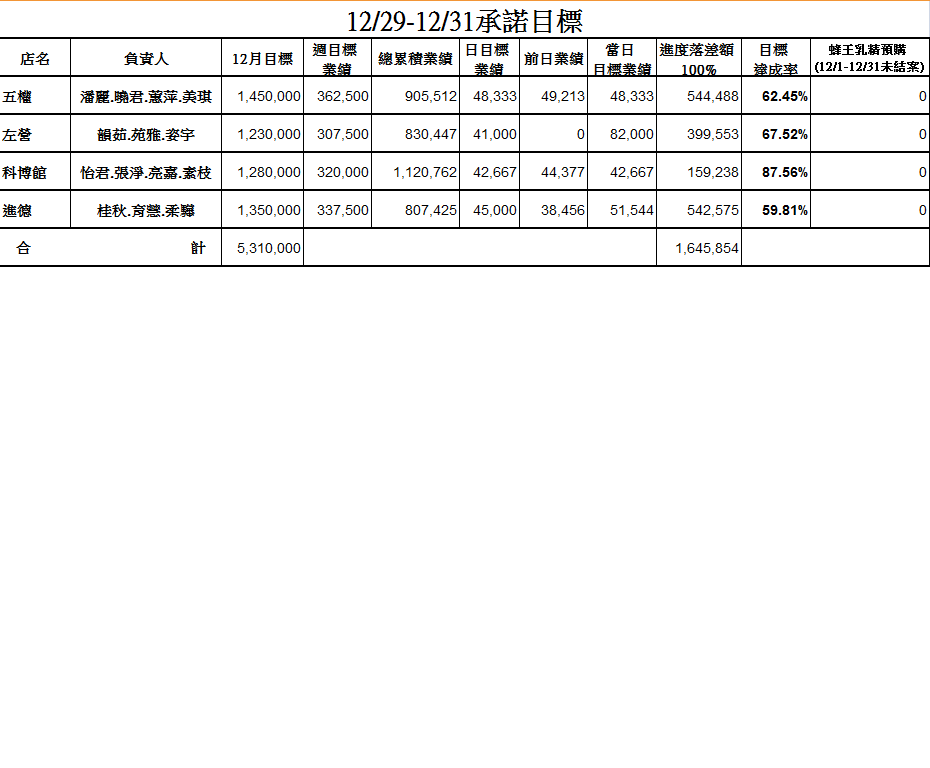 12/29-12/31承諾目標
店名 負責人 12月目標 週目標業績 總累積業績 日目標業績 前日業績 當日目標業績 進度落差額100% 目標達成率 蜂王乳精預購(12/1-12/31未結案)
五權 潘麗.曉君.蕙萍.美琪 1,450,000 362,500 905,512 48,333 49,213 48,333 544,488 62.45% 0
左營 韻茹.苑雅.姿宇 1,230,000 307,500 830,447 41,000 0 82,000 399,553 67.52% 0
科博館 怡君.張淨.亮嘉.素枝 1,280,000 320,000 1,120,762 42,667 44,377 42,667 159,238 87.56% 0
進德 桂秋.育慧.柔驊 1,350,000 337,500 807,425 45,000 38,456 51,544 542,575 59.81% 0
合 計 5,310,000 1,645,854